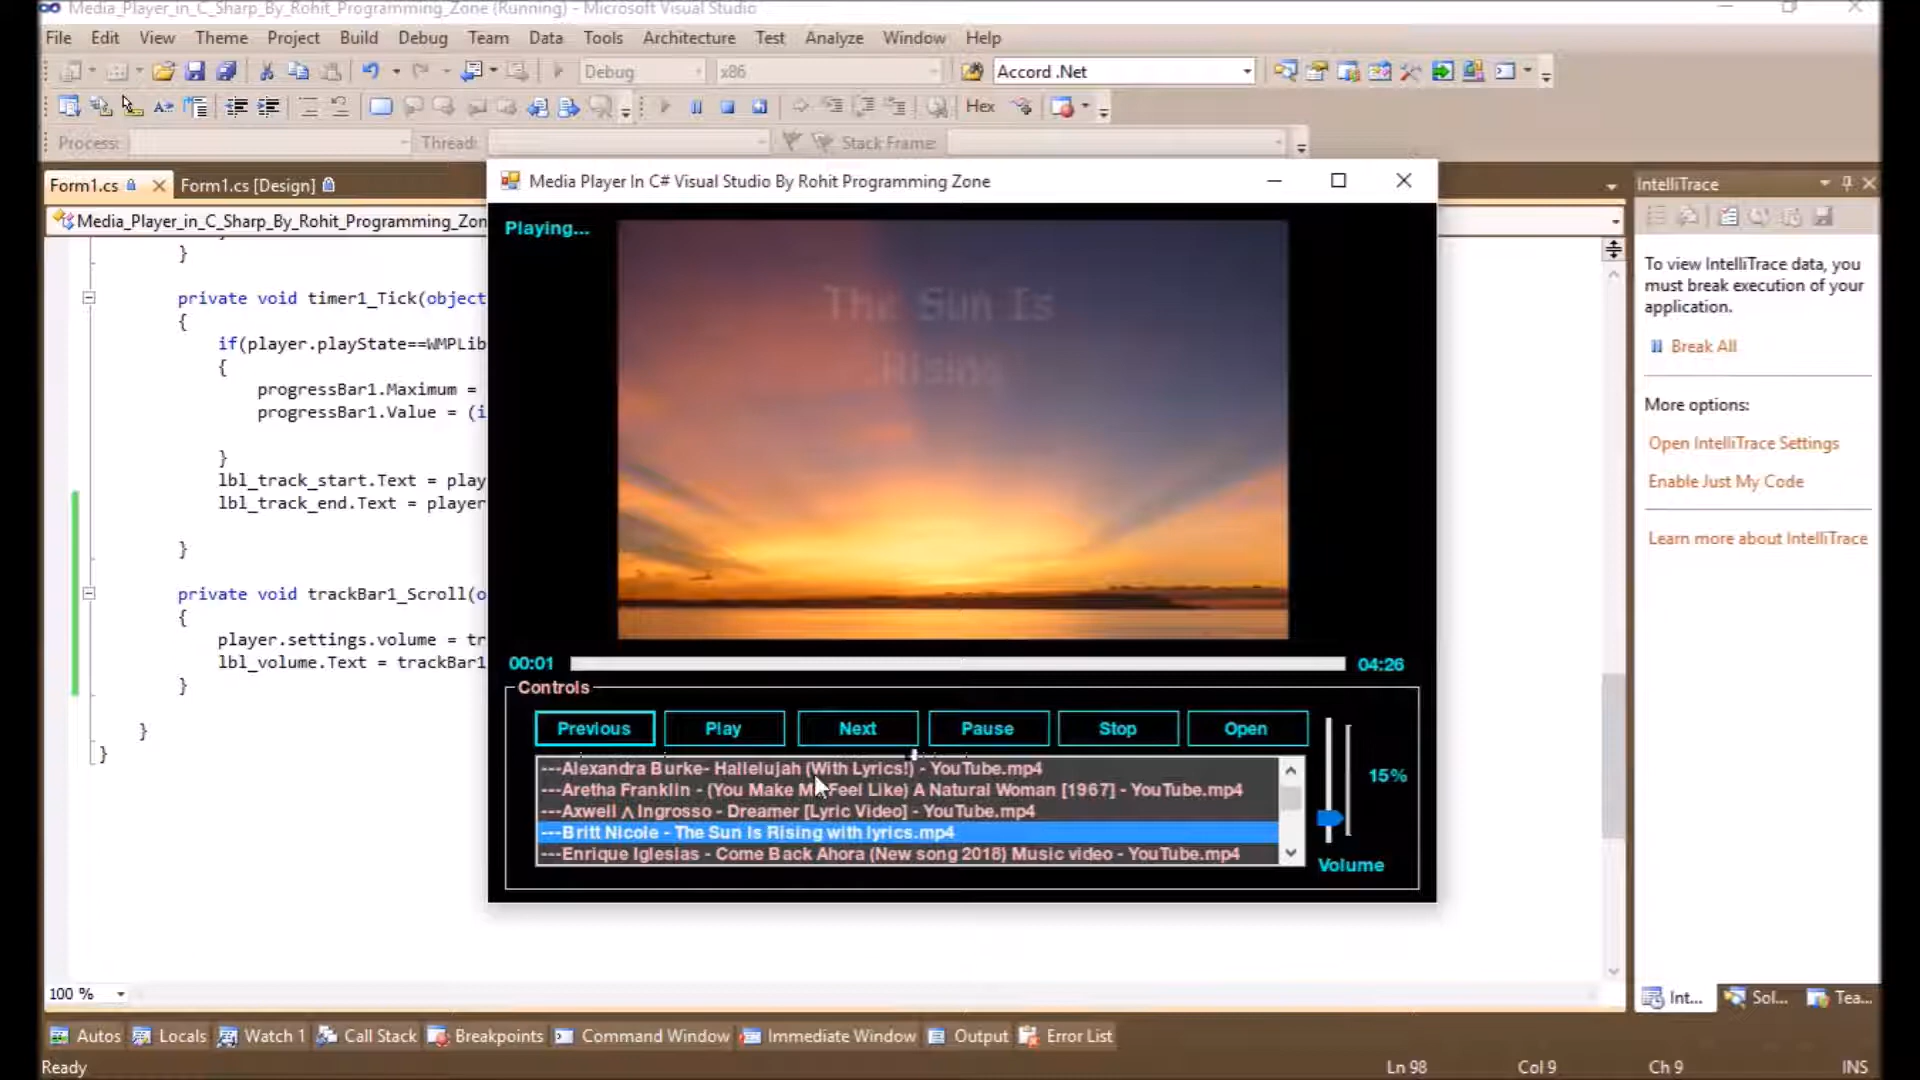 Media_Player_in_C_Sharp_By_Rohit_Programming_Zone (Running) - Microsoft Visual Studio
File Edit View Theme Project Build Debug Team Data Tools Architecture Test Analyze Window Help
Debug x86 Accord .Net
Hex
Process: Thread: Stack Frame:
Form1.cs Form1.cs [Design]
Media_Player_in_C_Sharp_By_Rohit_Programming_Zon
}
private void timer1_Tick(object
{
if(player.playState==WMPLib
{
progressBar1.Maximum =
progressBar1.Value = (i
}
lbl_track_start.Text = play
lbl_track_end.Text = player
}
private void trackBar1_Scroll(o
{
player.settings.volume = tr
lbl_volume.Text = trackBar1
}
}
}
Media Player In C# Visual Studio By Rohit Programming Zone
Playing...
The Sun Is
Rising
00:01 04:26
Controls
Previous Play Next Pause Stop Open
---Alexandra Burke- Hallelujah (With Lyrics!) - YouTube.mp4
---Aretha Franklin - (You Make Me Feel Like) A Natural Woman [1967] - YouTube.mp4
---Axwell Λ Ingrosso - Dreamer [Lyric Video] - YouTube.mp4
---Britt Nicole - The Sun Is Rising with lyrics.mp4
---Enrique Iglesias - Come Back Ahora (New song 2018) Music video - YouTube.mp4
15%
Volume
IntelliTrace
To view IntelliTrace data, you
must break execution of your
application.
Break All
More options:
Open IntelliTrace Settings
Enable Just My Code
Learn more about IntelliTrace
100 %
Int... Sol... Tea...
Autos Locals Watch 1 Call Stack Breakpoints Command Window Immediate Window Output Error List
Ready Ln 98 Col 9 Ch 9 INS